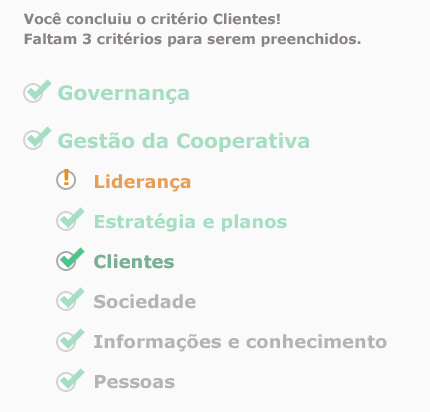 Você concluiu o critério Clientes!
Faltam 3 critérios para serem preenchidos.
Governança
Gestão da Cooperativa
Liderança
Estratégia e planos
Clientes
Sociedade
Informações e conhecimento
Pessoas